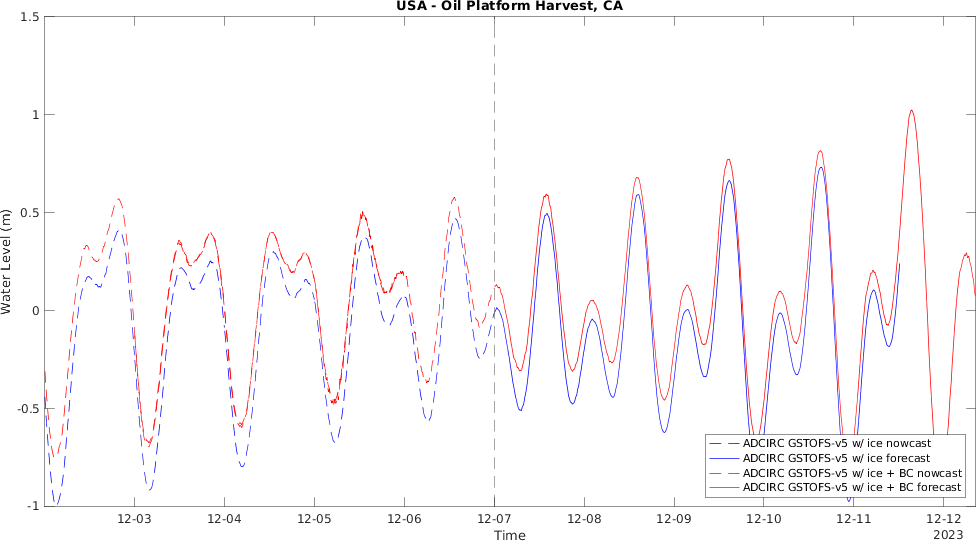 USA - Oil Platform Harvest, CA
1.5
1
0.5
0
-0.5
-1
Water Level (m)
ADCIRC GSTOFS-v5 w/ ice nowcast
ADCIRC GSTOFS-v5 w/ ice forecast
ADCIRC GSTOFS-v5 w/ ice + BC nowcast
ADCIRC GSTOFS-v5 w/ ice + BC forecast
12-03 12-04 12-05 12-06 12-07 12-08 12-09 12-10 12-11 12-12
Time
2023